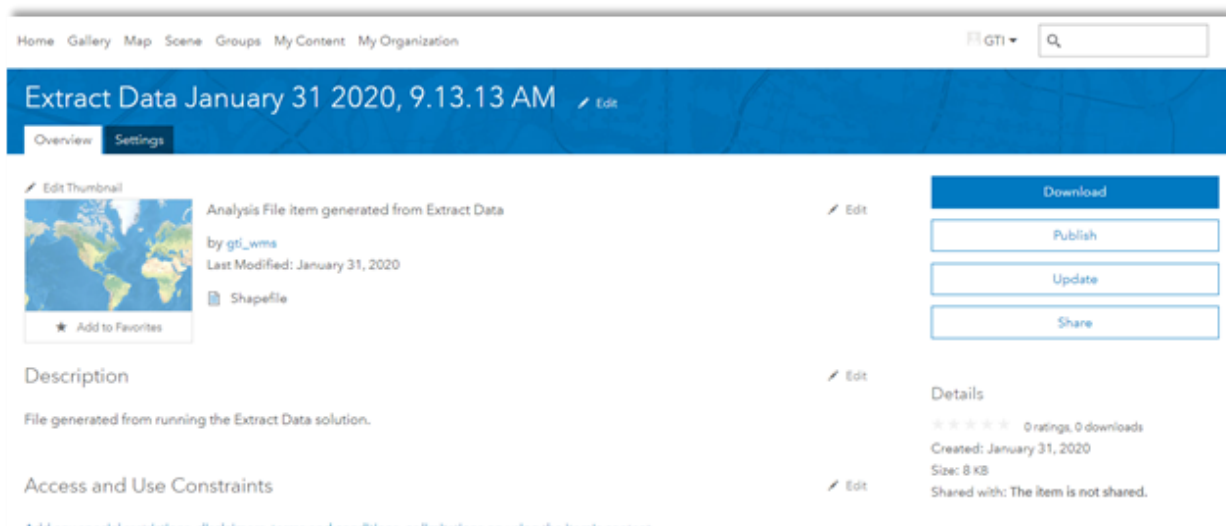 Home Gallery Map Scene Groups My Content My Organization
GTI
Extract Data January 31 2020, 9.13.13 AM Edit
Overview Settings
Edit Thumbnail
Add to Favorites
Analysis File item generated from Extract Data Edit
by gti_wms
Last Modified: January 31, 2020
Shapefile
Download
Publish
Update
Share
Description Edit
File generated from running the Extract Data solution.
Access and Use Constraints Edit
Details
0 ratings, 0 downloads
Created: January 31, 2020
Size: 8 KB
Shared with: The item is not shared.